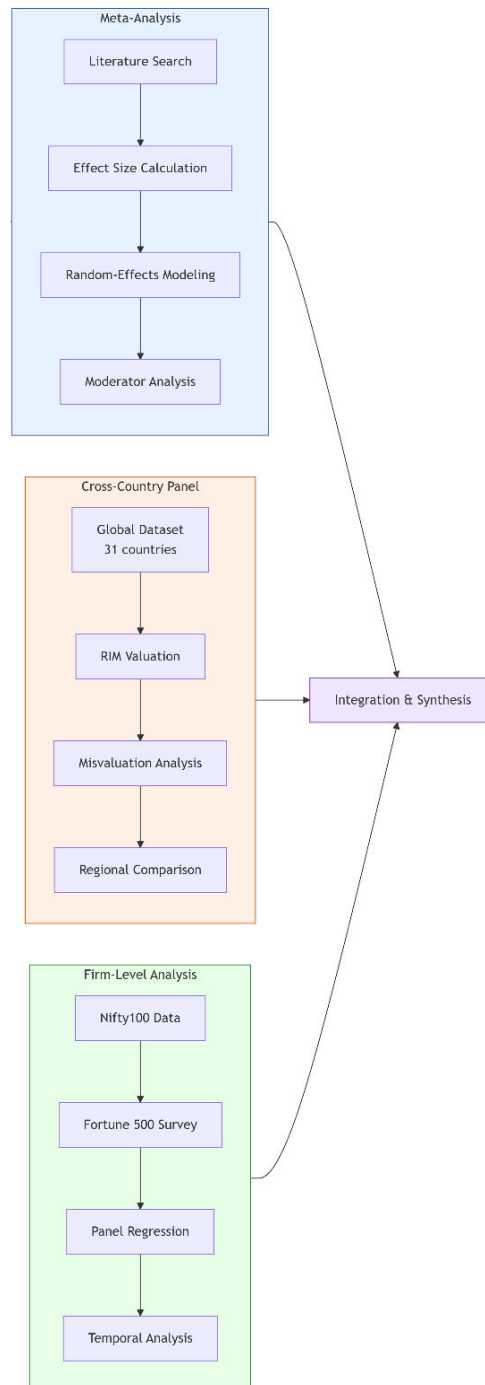 Meta-Analysis
Literature Search
Effect Size Calculation
Random-Effects Modeling
Moderator Analysis
Cross-Country Panel
Global Dataset
31 countries
RIM Valuation
Misvaluation Analysis
Regional Comparison
Integration & Synthesis
Firm-Level Analysis
Nifty100 Data
Fortune 500 Survey
Panel Regression
Temporal Analysis